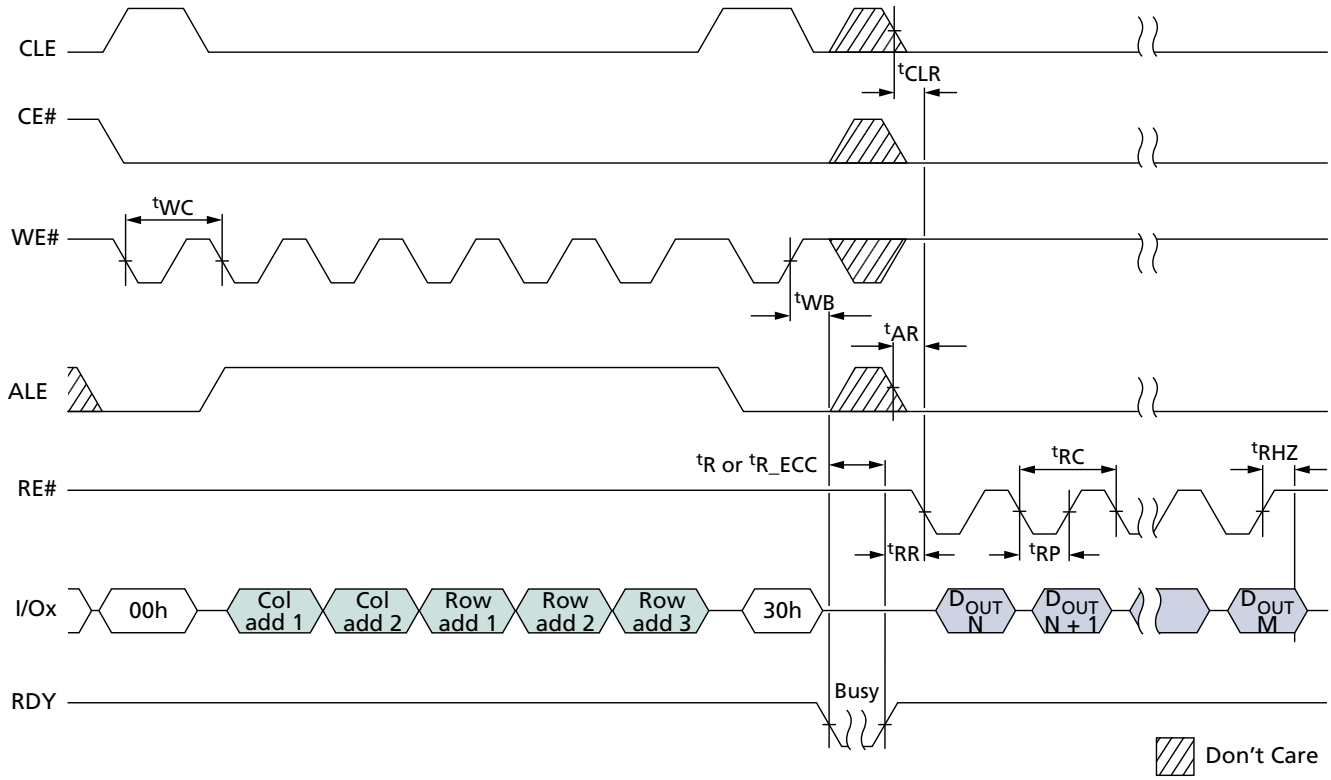 CLE
tCLR
CE#
tWC
WE#
tWB
tAR
ALE
tR or tR_ECC
tRC
tRHZ
RE#
tRR
tRP
I/Ox
00h
Col
add 1
Col
add 2
Row
add 1
Row
add 2
Row
add 3
30h
DOUT
N
DOUT
N + 1
DOUT
M
RDY
Busy
Don't Care